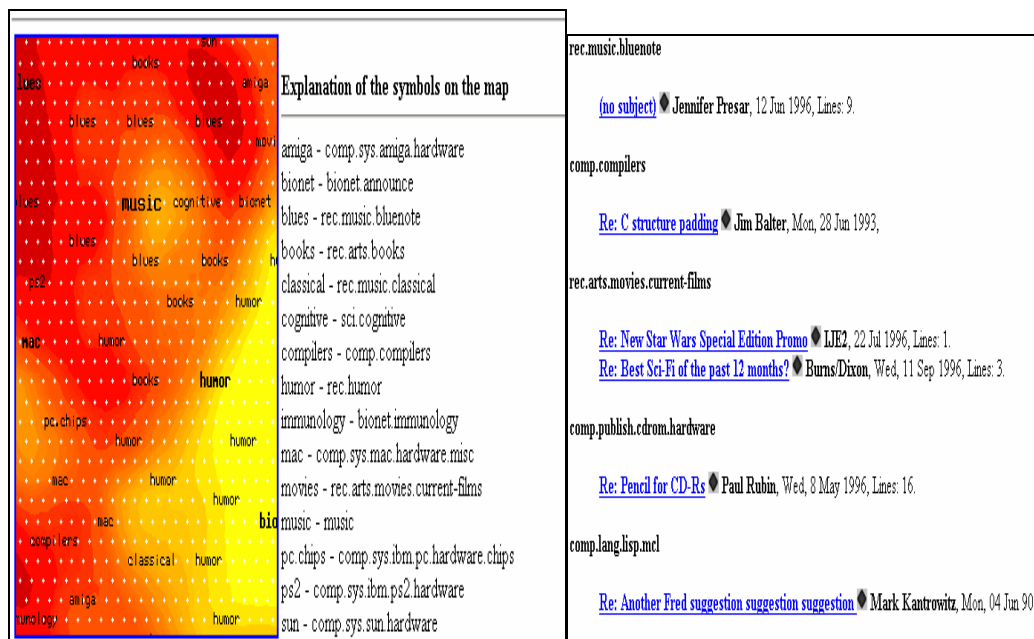 sun
books
blues
amiga
blues
blues
blues
movi
blues
music
cognitive
bionet
blues
blues
books
hu
ps2
books
humor
mac
humor
books
humor
pc.chips
humor
humor
mac
humor
humor
mac
bio
compilers
classical
humor
amiga
munology
humor
Explanation of the symbols on the map
amiga - comp.sys.amiga.hardware
bionet - bionet.announce
blues - rec.music.bluenote
books - rec.arts.books
classical - rec.music.classical
cognitive - sci.cognitive
compilers - comp.compilers
humor - rec.humor
immunology - bionet.immunology
mac - comp.sys.mac.hardware.misc
movies - rec.arts.movies.current-films
music - music
pc.chips - comp.sys.ibm.pc.hardware.chips
ps2 - comp.sys.ibm.ps2.hardware
sun - comp.sys.sun.hardware
rec.music.bluenote
(no subject) Jennifer Presar, 12 Jun 1996, Lines: 9.
comp.compilers
Re: C structure padding Jim Balter, Mon, 28 Jun 1993,
rec.arts.movies.current-films
Re: New Star Wars Special Edition Promo IJE2, 22 Jul 1996, Lines: 1.
Re: Best Sci-Fi of the past 12 months? Burns/Dixon, Wed, 11 Sep 1996, Lines: 3.
comp.publish.cdrom.hardware
Re: Pencil for CD-Rs Paul Rubin, Wed, 8 May 1996, Lines: 16.
comp.lang.lisp.mcl
Re: Another Fred suggestion suggestion suggestion Mark Kantrowitz, Mon, 04 Jun 90